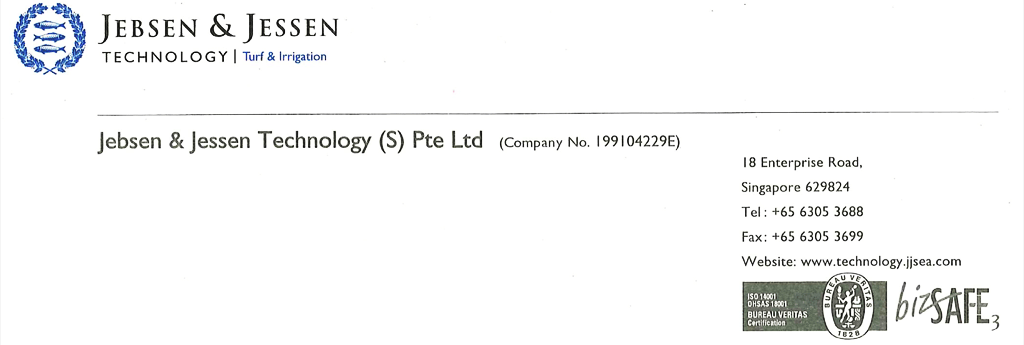 JEBSEN & JESSEN
TECHNOLOGY | Turf & Irrigation
Jebsen & Jessen Technology (S) Pte Ltd (Company No. 199104229E)
18 Enterprise Road,
Singapore 629824
Tel : +65 6305 3688
Fax : +65 6305 3699
Website: www.technology.jjsea.com
ISO 14001
OHSAS 18001
BUREAU VERITAS
Certification
BUREAU VERITAS
1828
bizSAFE3